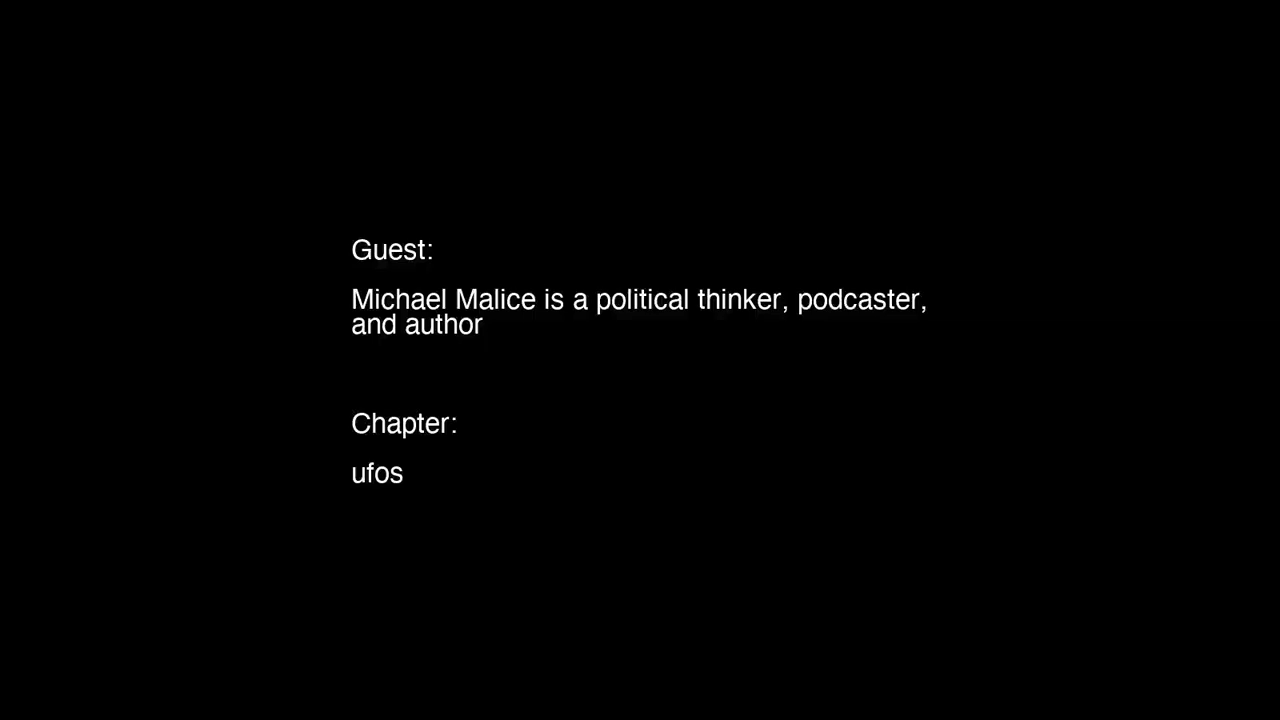 Guest:
Michael Malice is a political thinker, podcaster,
and author
Chapter:
ufos